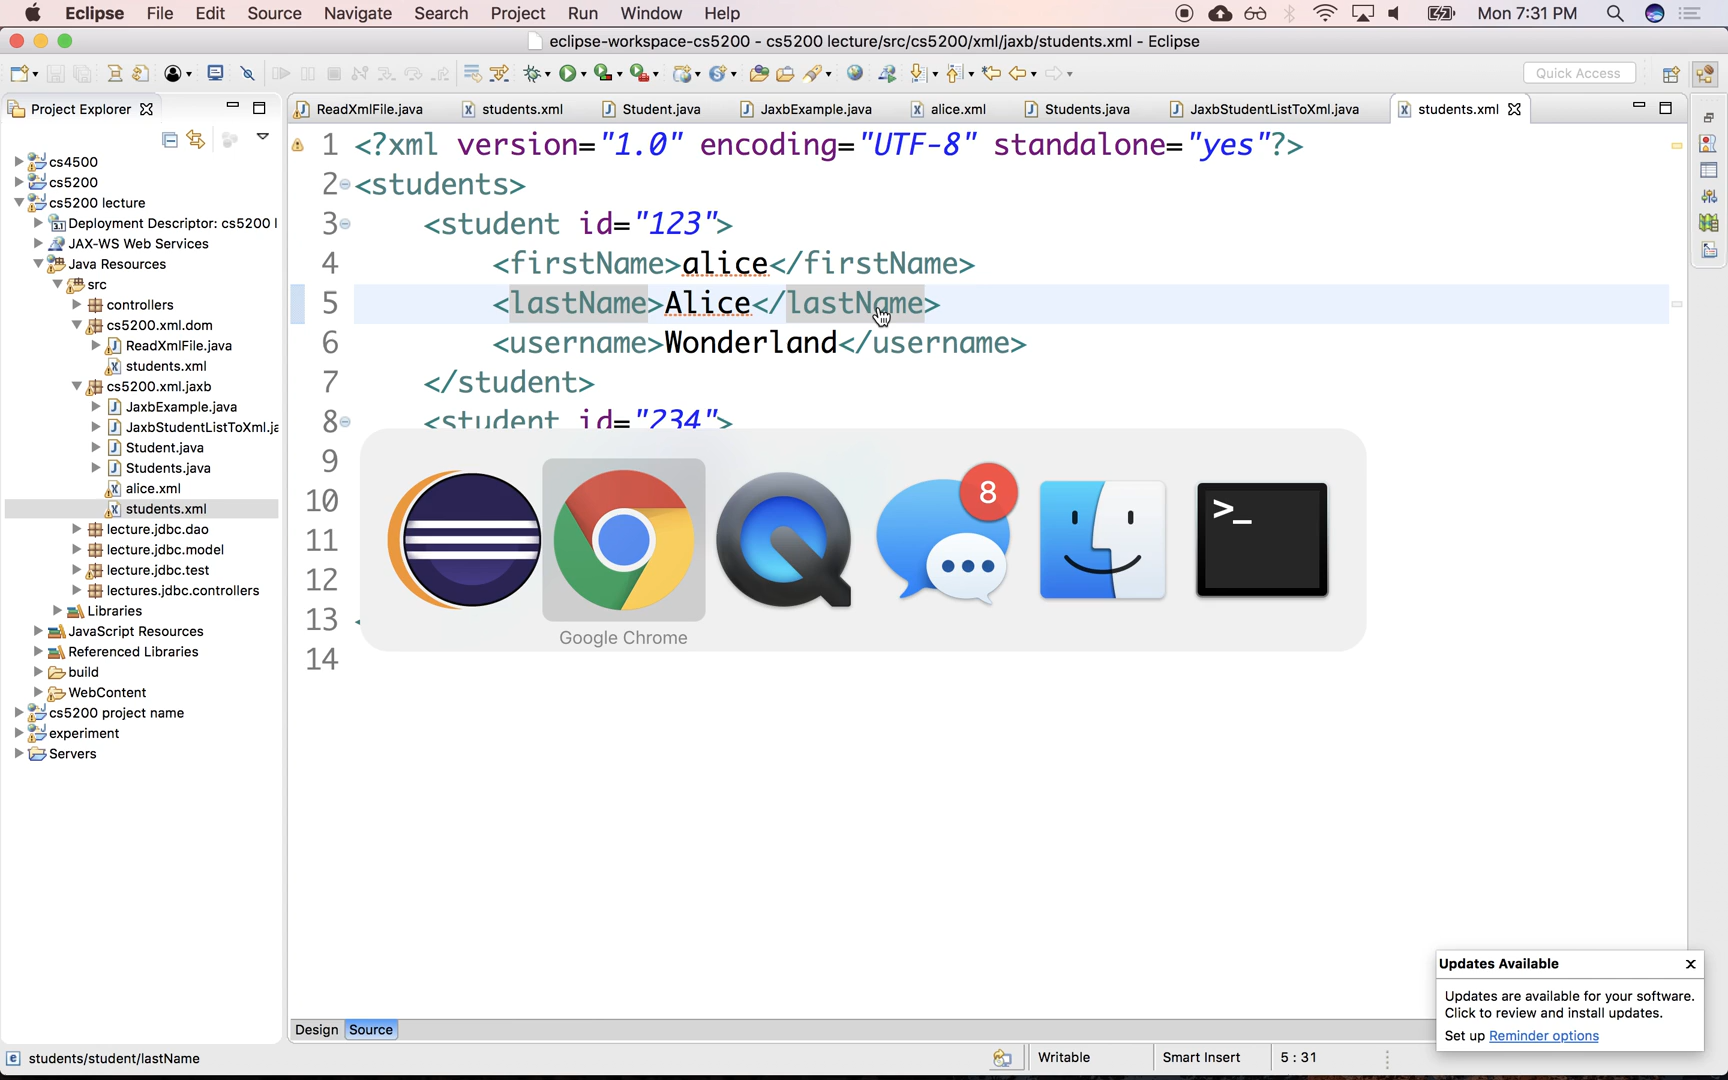 Eclipse File Edit Source Navigate Search Project Run Window Help Mon 7:31 PM
eclipse-workspace-cs5200 - cs5200 lecture/src/cs5200/xml/jaxb/students.xml - Eclipse
Quick Access
Project Explorer
ReadXmlFile.java students.xml Student.java JaxbExample.java alice.xml Students.java JaxbStudentListToXml.java students.xml
cs4500
cs5200
cs5200 lecture
Deployment Descriptor: cs5200 l
JAX-WS Web Services
Java Resources
src
controllers
cs5200.xml.dom
ReadXmlFile.java
students.xml
cs5200.xml.jaxb
JaxbExample.java
JaxbStudentListToXml.ja
Student.java
Students.java
alice.xml
students.xml
lecture.jdbc.dao
lecture.jdbc.model
lecture.jdbc.test
lectures.jdbc.controllers
Libraries
JavaScript Resources
Referenced Libraries
build
WebContent
cs5200 project name
experiment
Servers
1 <?xml version="1.0" encoding="UTF-8" standalone="yes"?>
2 <students>
3 <student id="123">
4 <firstName>alice</firstName>
5 <lastName>Alice</lastName>
6 <username>Wonderland</username>
7 </student>
8 <student id="234">
9
10
11
12
13 <
14
8
>_
Google Chrome
Design Source
Updates Available
Updates are available for your software.
Click to review and install updates.
Set up Reminder options
students/student/lastName Writable Smart Insert 5 : 31